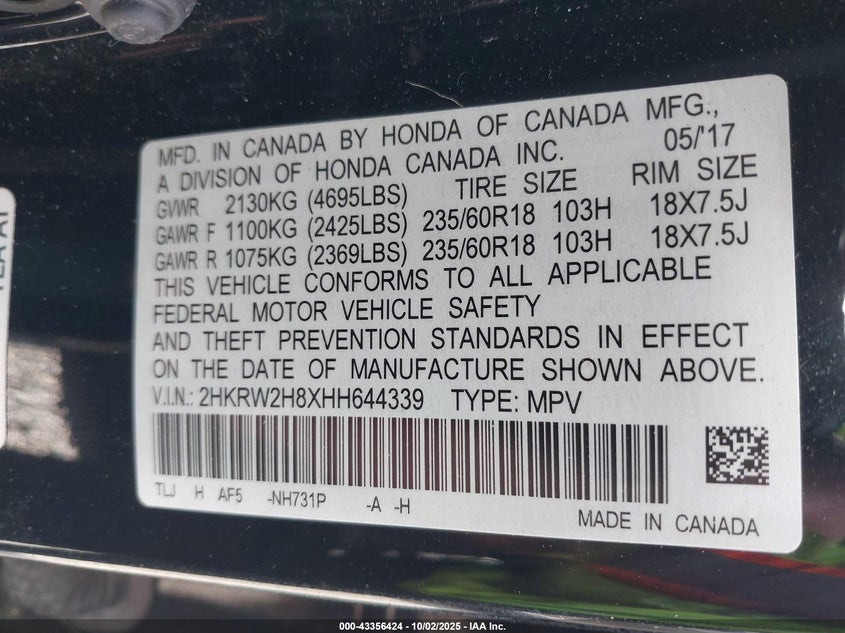 MFD. IN CANADA BY HONDA OF CANADA MFG.,
A DIVISION OF HONDA CANADA INC. 05/'17
GVWR 2130KG (4695LBS) TIRE SIZE RIM SIZE
GAWR F 1100KG (2425LBS) 235/60R18 103H 18X7.5J
GAWR R 1075KG (2369LBS) 235/60R18 103H 18X7.5J
THIS VEHICLE CONFORMS TO ALL APPLICABLE
FEDERAL MOTOR VEHICLE SAFETY
AND THEFT PREVENTION STANDARDS IN EFFECT
ON THE DATE OF MANUFACTURE SHOWN ABOVE.
V.I.N.: 2HKRW2H8XHH644339 TYPE: MPV
TLJ H AF5 -NH731P -A -H
MADE IN CANADA
000-43356424 - 10/02/2025 - IAA Inc.